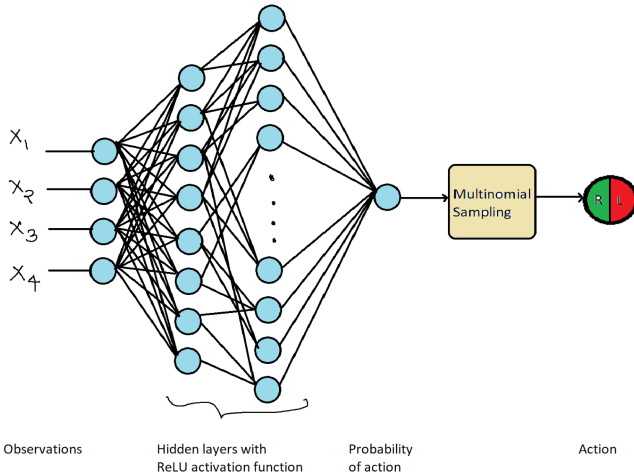 X1
X2
X3
X4
Multinomial
Sampling
R L
Observations
Hidden layers with
ReLU activation function
Probability
of action
Action